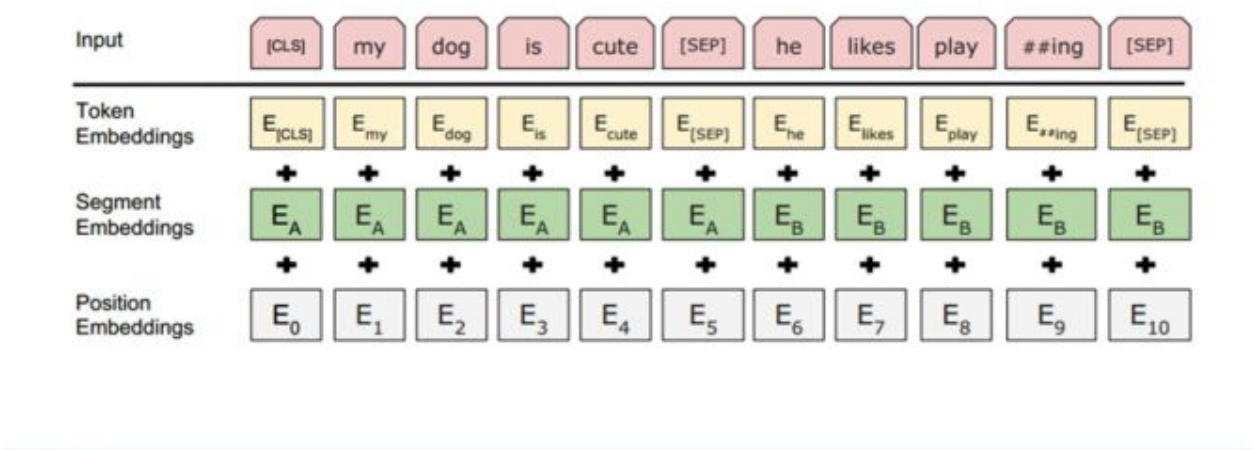 Input [CLS] my dog is cute [SEP] he likes play ##ing [SEP]
Token Embeddings E[CLS] Emy Edog Eis Ecute E[SEP] Ehe Elikes Eplay E##ing E[SEP]
+ + + + + + + + + + +
Segment Embeddings EA EA EA EA EA EA EB EB EB EB EB
+ + + + + + + + + + +
Position Embeddings E0 E1 E2 E3 E4 E5 E6 E7 E8 E9 E10